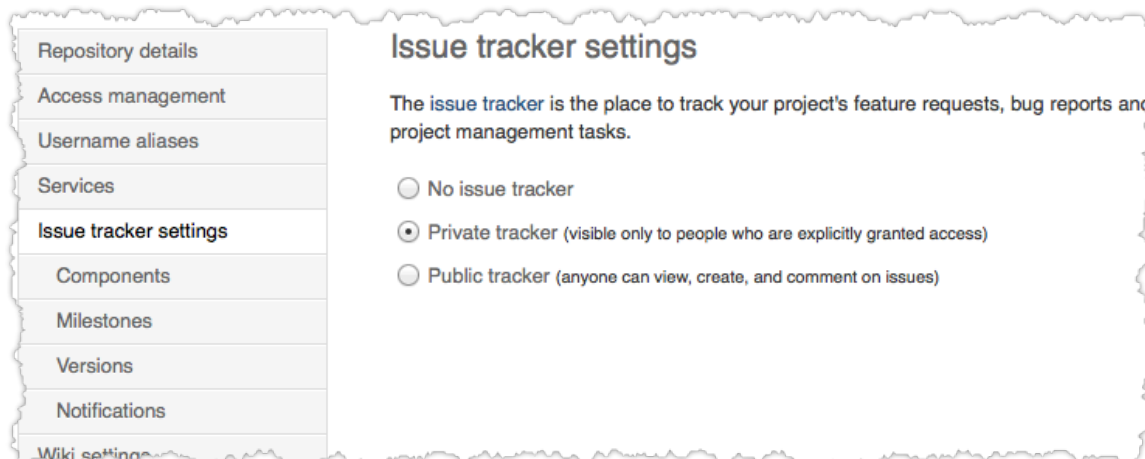 Repository details
Access management
Username aliases
Services
Issue tracker settings
Components
Milestones
Versions
Notifications
Wiki settings
Issue tracker settings
The issue tracker is the place to track your project's feature requests, bug reports and
project management tasks.
No issue tracker
Private tracker (visible only to people who are explicitly granted access)
Public tracker (anyone can view, create, and comment on issues)